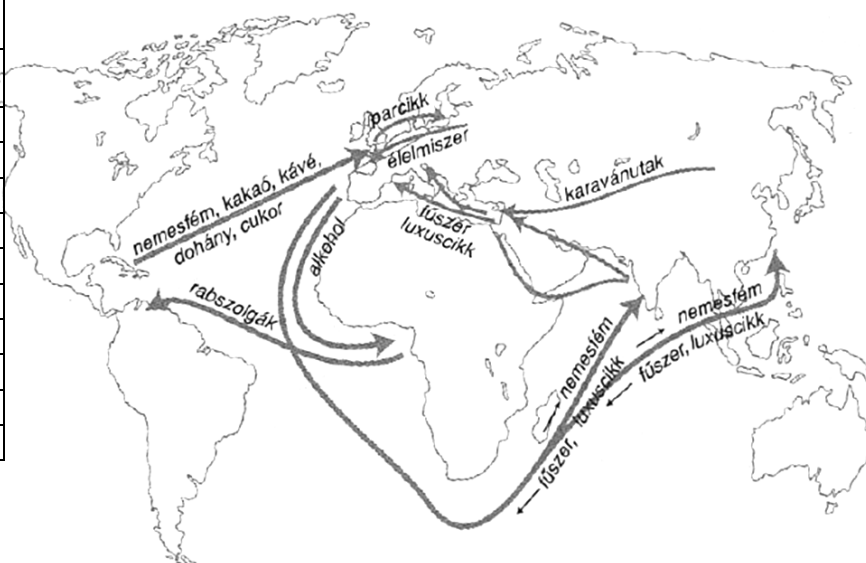 parcikk
élelmiszer
nemesfém, kakaó, kávé,
dohány, cukor
karavánutak
fűszer
luxuscikk
alkohol
rabszolgák
nemesfém
fűszer, luxuscikk
nemesfém
fűszer, luxuscikk